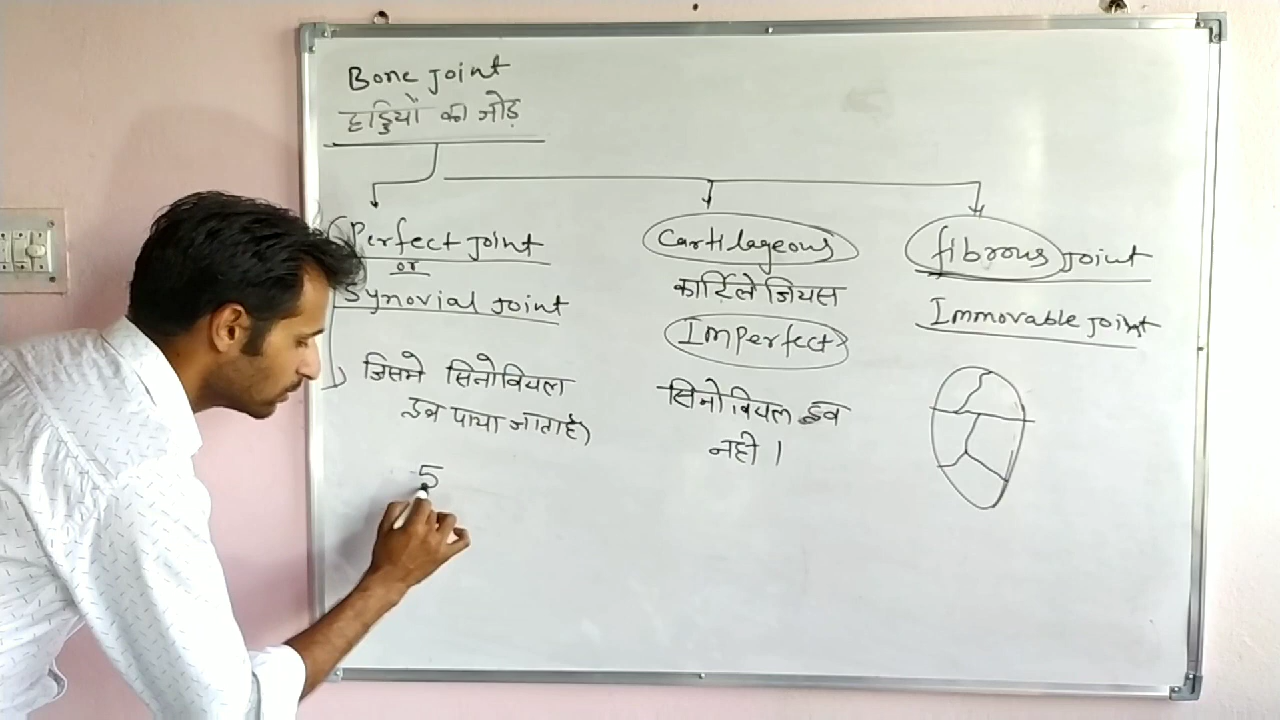 Bone Joint
हड्डियों की जोड़
Perfect Joint
or
Synovial Joint
जिसमे सिनोवियल
द्रव पाया जाता है)
5
Cartilageous
कार्टिलेजियस
Imperfect
सिनोवियल द्रव
नही ।
fibrous Joint
Immovable Joint